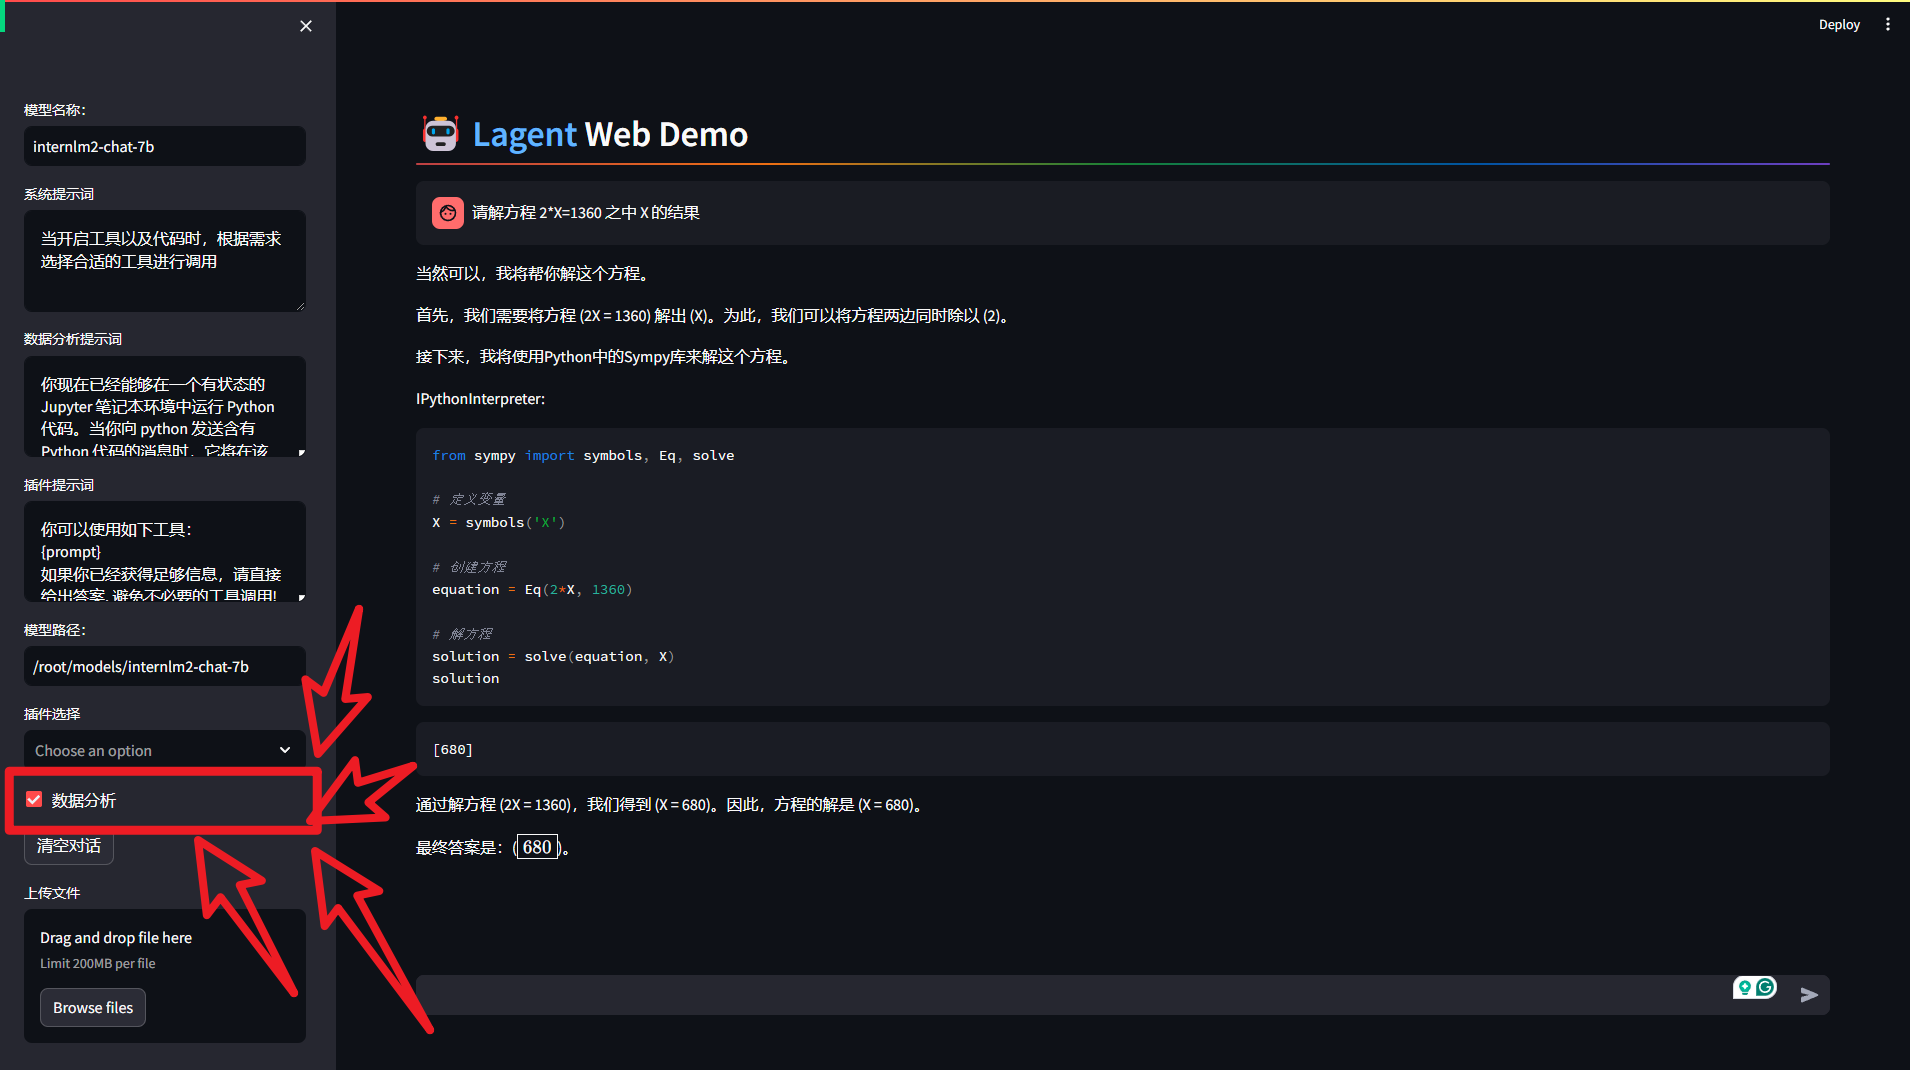 Deploy
模型名称：
internlm2-chat-7b
系统提示词
当开启工具以及代码时，根据需求
选择合适的工具进行调用
数据分析提示词
你现在已经能够在一个有状态的
Jupyter 笔记本环境中运行 Python
代码。当你向 python 发送含有
Python 代码的消息时，它将在该
插件提示词
你可以使用如下工具：
{prompt}
如果你已经获得足够信息，请直接
给出答案. 避免不必要的工具调用!
模型路径：
/root/models/internlm2-chat-7b
插件选择
Choose an option
数据分析
清空对话
上传文件
Drag and drop file here
Limit 200MB per file
Browse files
Lagent Web Demo
请解方程 2*X=1360 之中 X 的结果
当然可以，我将帮你解这个方程。
首先，我们需要将方程 (2X = 1360) 解出 (X)。为此，我们可以将方程两边同时除以 (2)。
接下来，我将使用Python中的Sympy库来解这个方程。
IPythonInterpreter:
from sympy import symbols, Eq, solve
# 定义变量
X = symbols('X')
# 创建方程
equation = Eq(2*X, 1360)
# 解方程
solution = solve(equation, X)
solution
[680]
通过解方程 (2X = 1360)，我们得到 (X = 680)。因此，方程的解是 (X = 680)。
最终答案是：(680)。